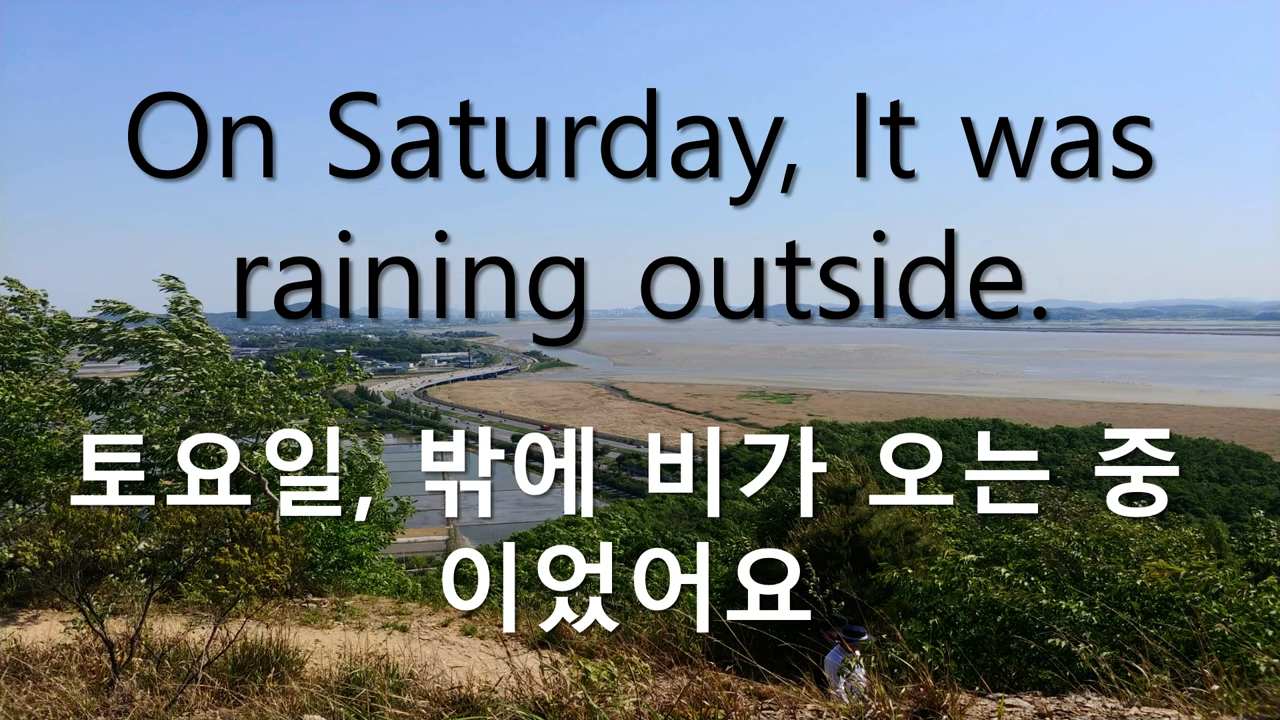 On Saturday, It was
raining outside.
토요일, 밖에 비가 오는 중
이었어요